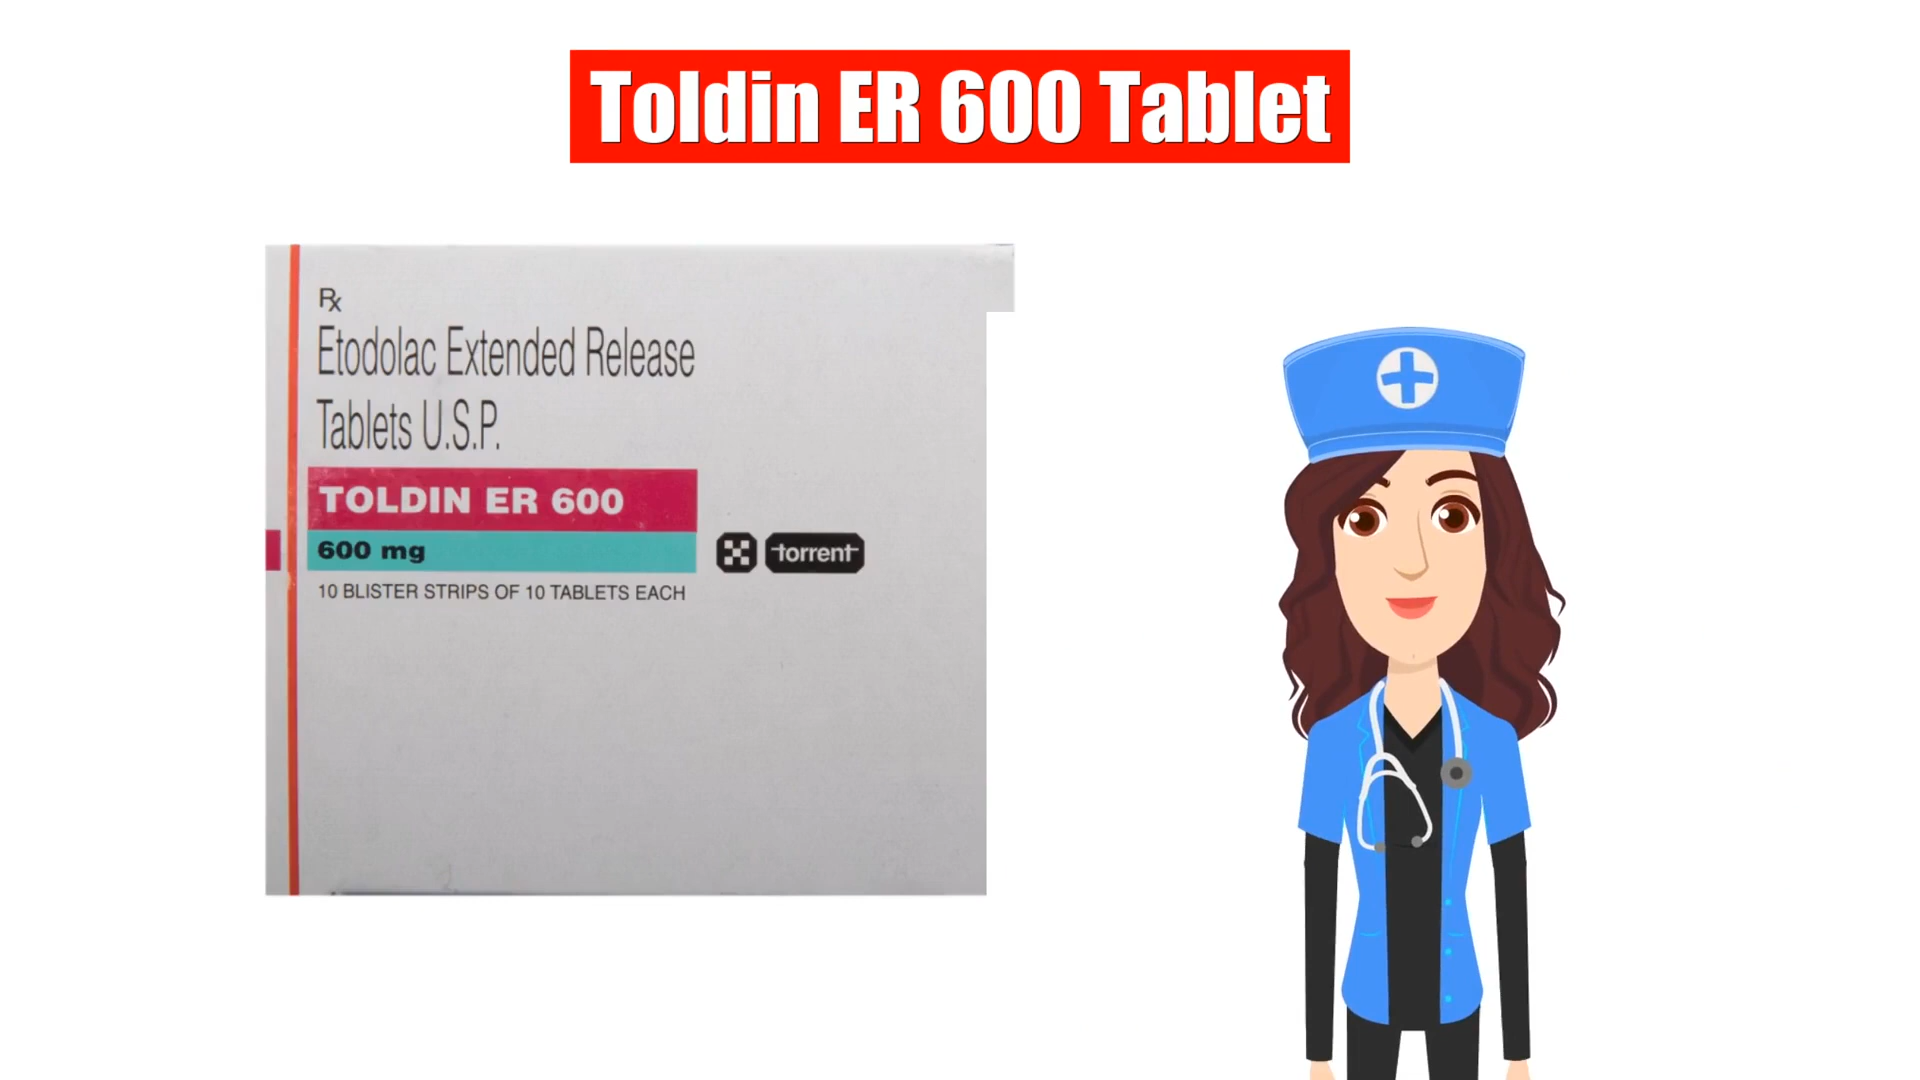 Toldin ER 600 Tablet
Rx
Etodolac Extended Release
Tablets U.S.P.
TOLDIN ER 600
600 mg
torrent
10 BLISTER STRIPS OF 10 TABLETS EACH